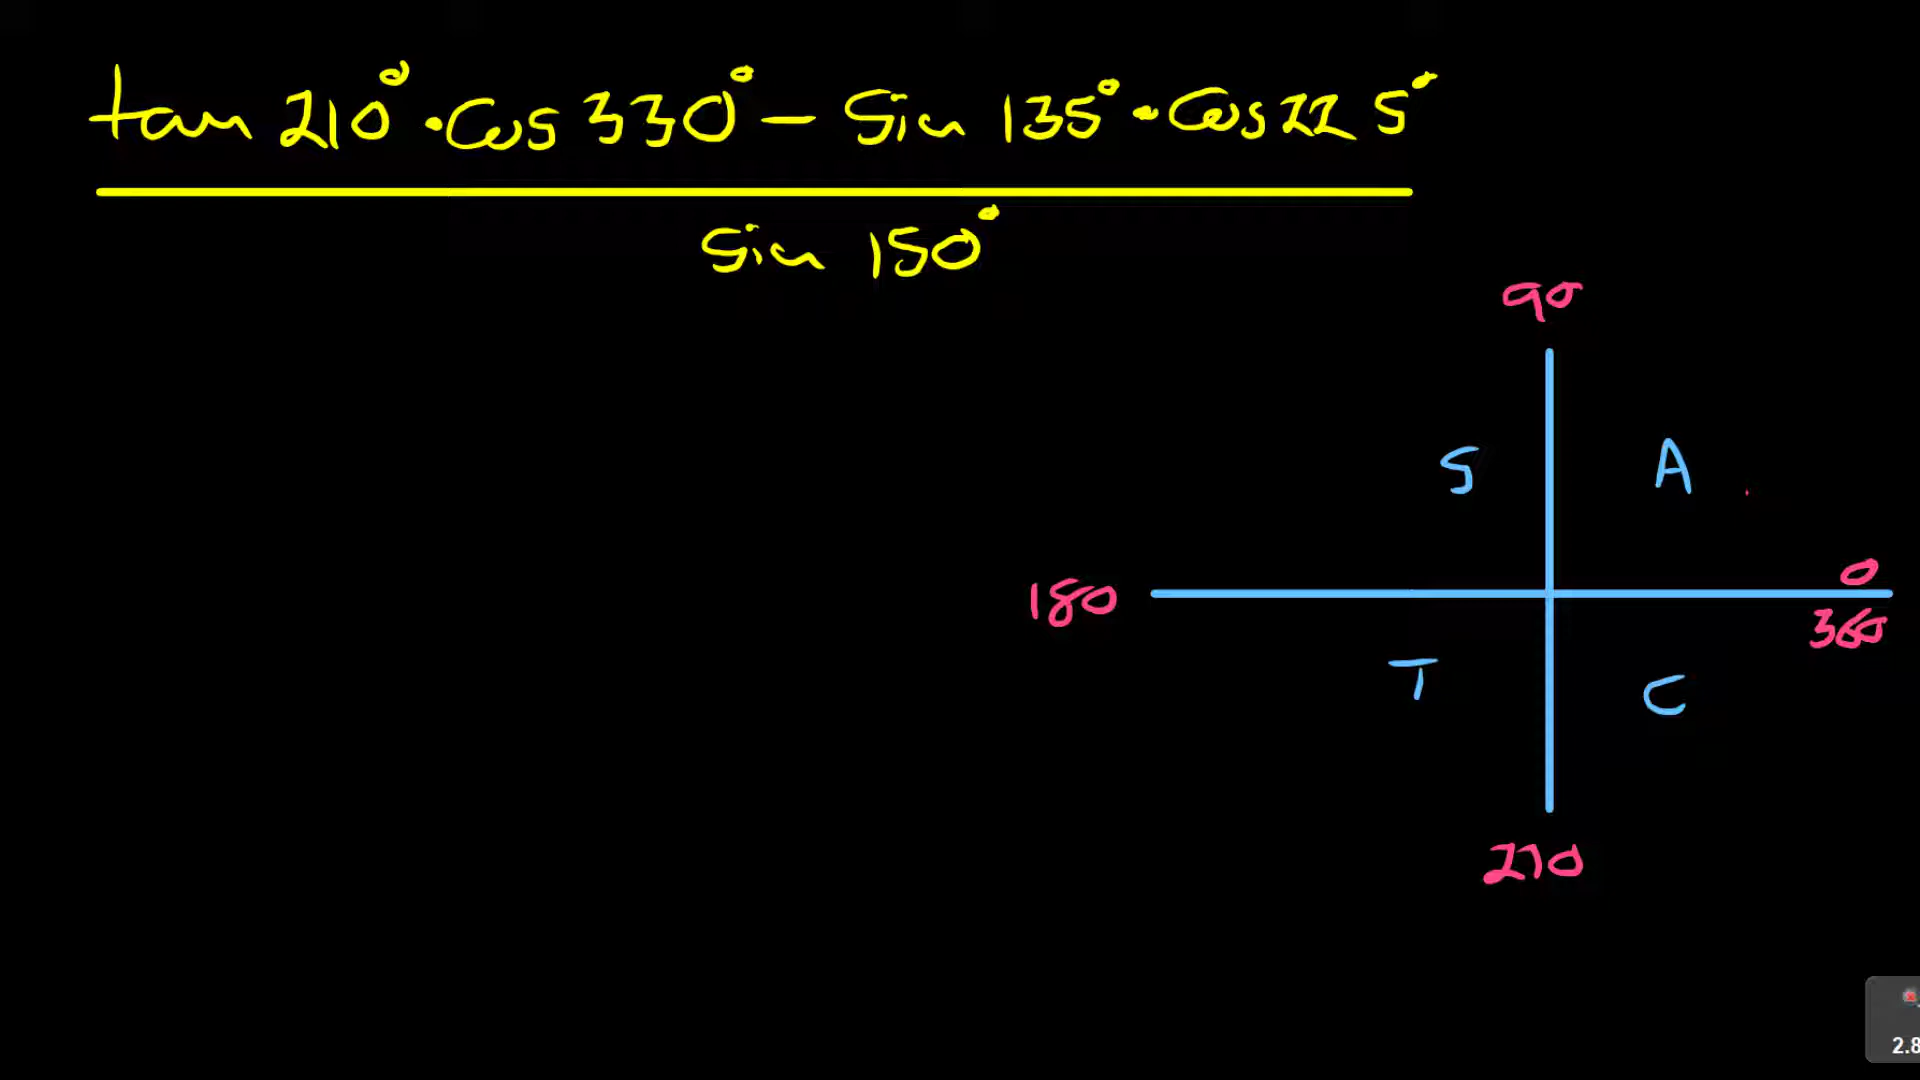 tan 210° · Cos 330° − Sin 135° · Cos 225°
Sin 150°
90
S A
180 0
360
T C
270
2.8